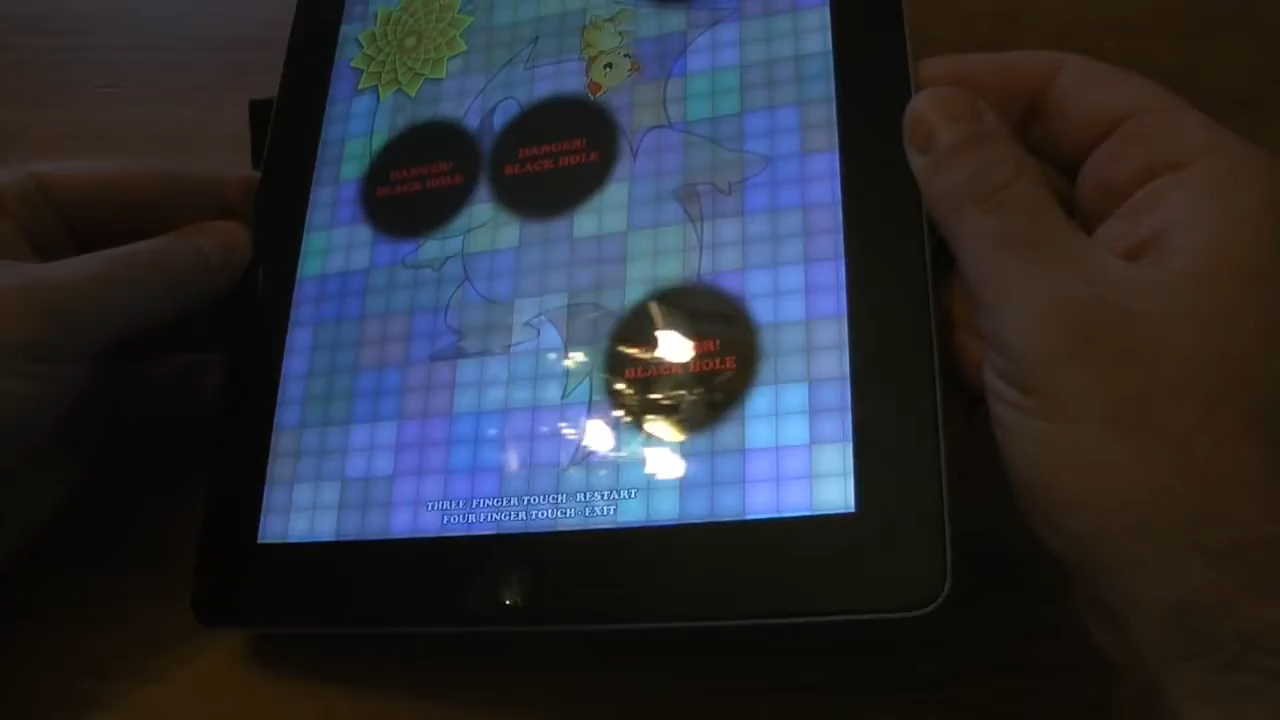 DANGER!
BLACK HOLE
DANGER!
BLACK HOLE
BLACK HOLE
THREE FINGER TOUCH - RESTART
FOUR FINGER TOUCH - EXIT